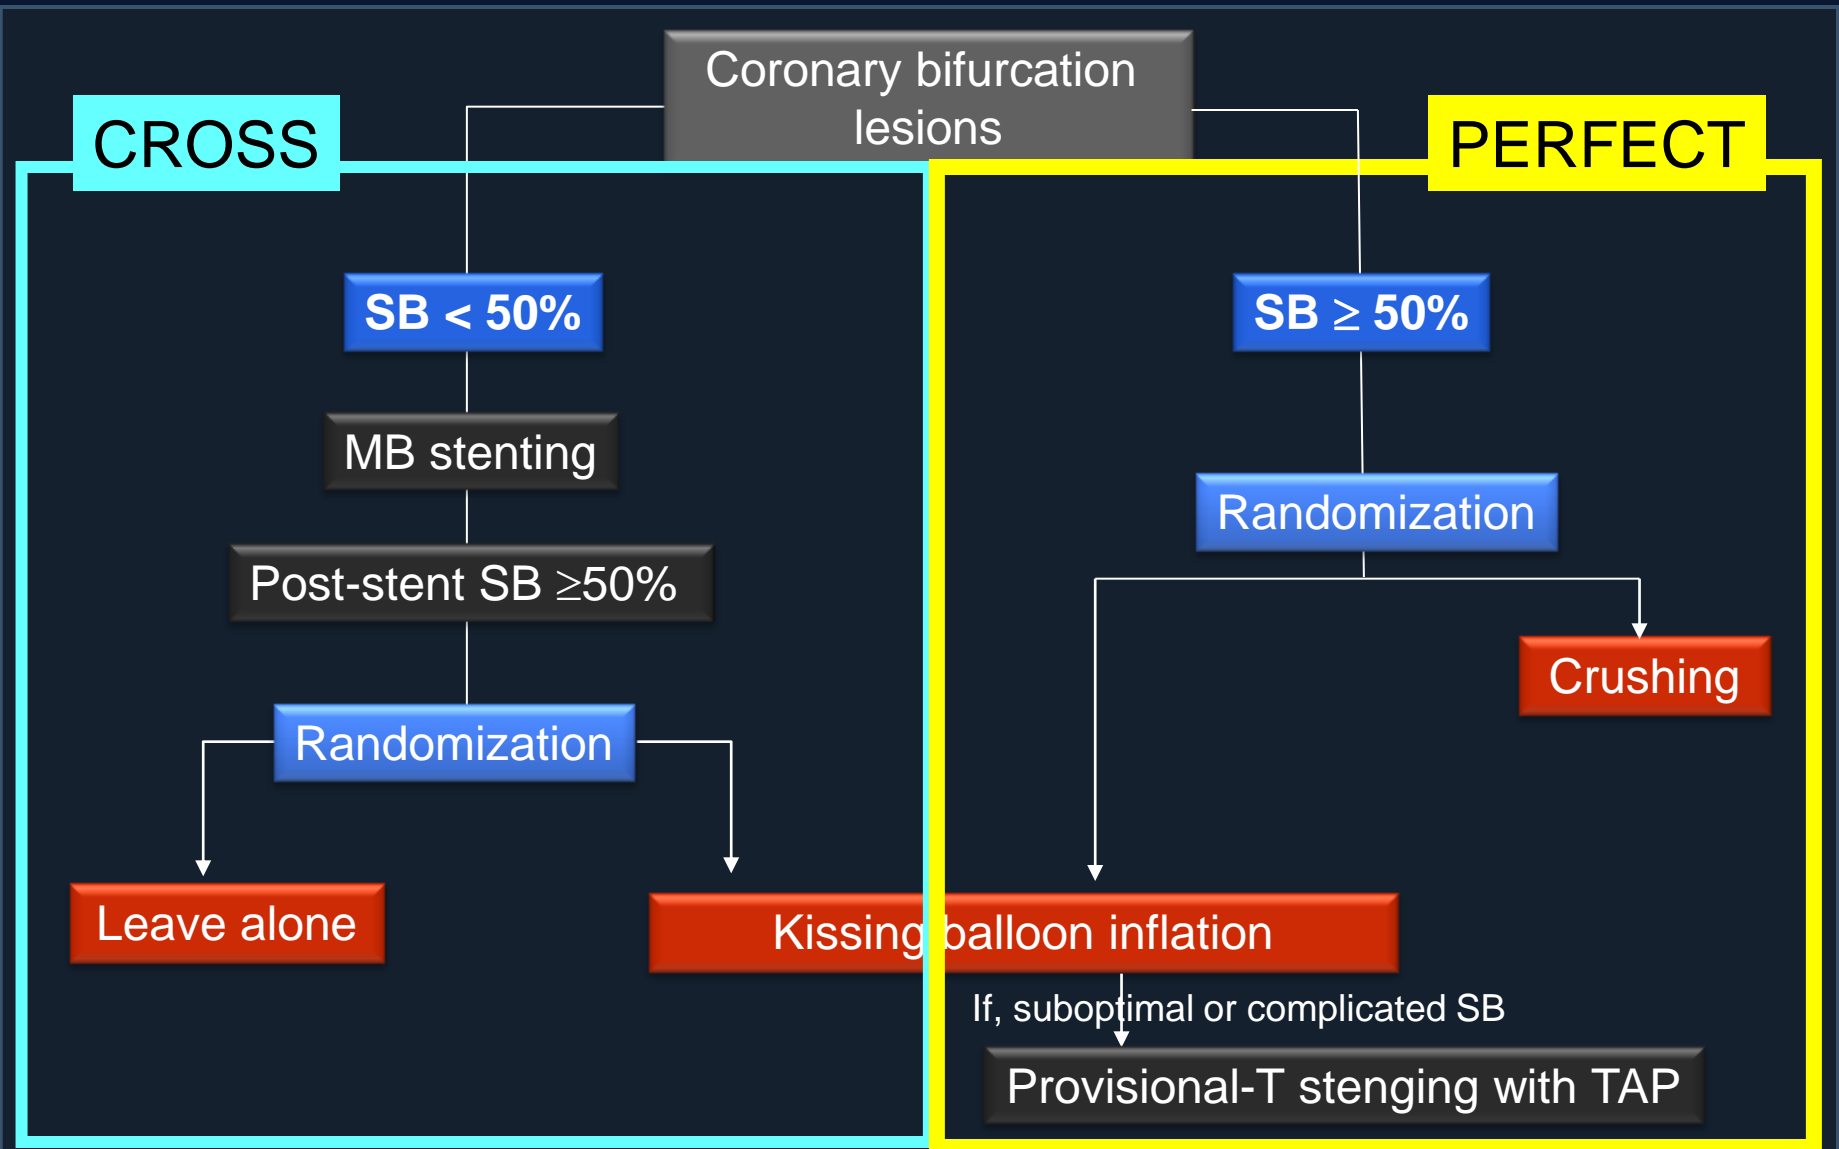 Coronary bifurcation
lesions
CROSS
PERFECT
SB < 50%
SB ≥ 50%
MB stenting
Randomization
Post-stent SB ≥50%
Crushing
Randomization
Leave alone
Kissing balloon inflation
If, suboptimal or complicated SB
Provisional-T stenging with TAP